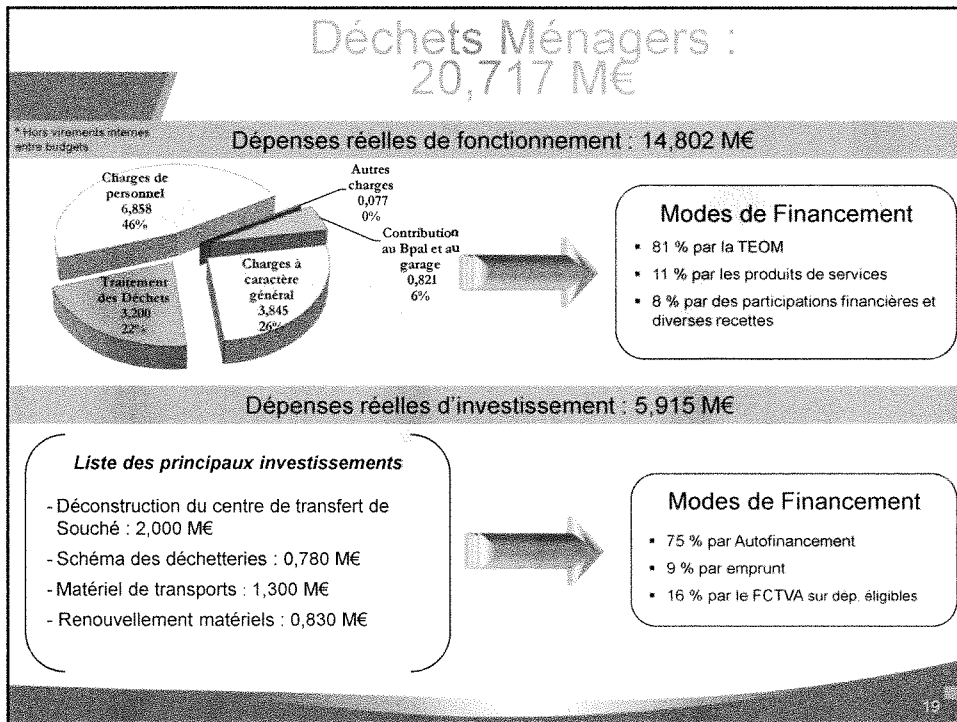 Déchets Ménagers :
20,717 M€
* Hors virements internes
entre budgets
Dépenses réelles de fonctionnement : 14,802 M€
Charges de
personnel
6,858
46%
Autres
charges
0,077
0%
Contribution
au Bpal et au
garage
0,821
6%
Charges à
caractère
général
3,845
26%
Traitement
des Déchets
3,200
22%
Modes de Financement
▪ 81 % par la TEOM
▪ 11 % par les produits de services
▪ 8 % par des participations financières et
diverses recettes
Dépenses réelles d'investissement : 5,915 M€
Liste des principaux investissements
- Déconstruction du centre de transfert de
Souché : 2,000 M€
- Schéma des déchetteries : 0,780 M€
- Matériel de transports : 1,300 M€
- Renouvellement matériels : 0,830 M€
Modes de Financement
▪ 75 % par Autofinancement
▪ 9 % par emprunt
▪ 16 % par le FCTVA sur dép. éligibles
19